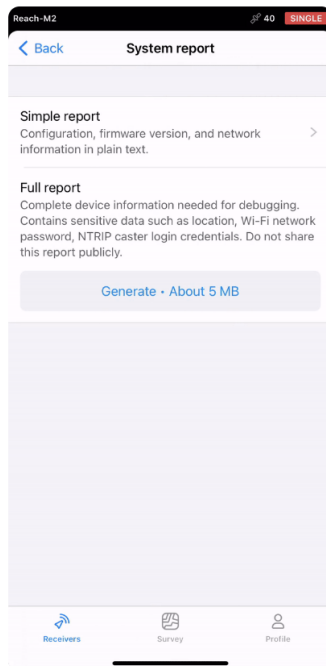 Reach-M2 40 SINGLE
Back System report
Simple report
Configuration, firmware version, and network
information in plain text.
Full report
Complete device information needed for debugging.
Contains sensitive data such as location, Wi-Fi network
password, NTRIP caster login credentials. Do not share
this report publicly.
Generate • About 5 MB
Receivers Survey Profile